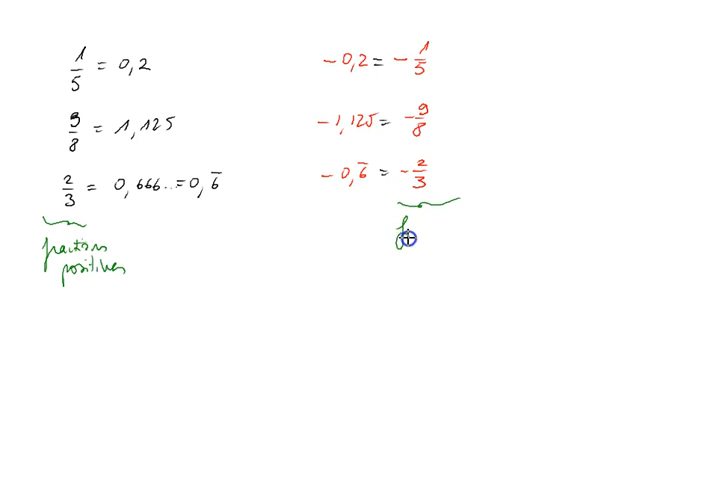 1/5 = 0,2
-0,2 = -1/5
9/8 = 1,125
-1,125 = -9/8
2/3 = 0,666... = 0,6̅
-0,6̅ = -2/3
fractions
positives
f